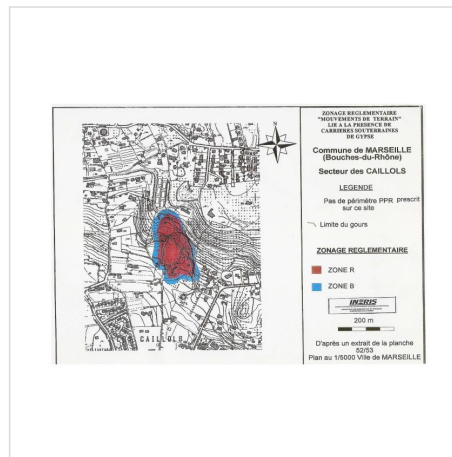 ZONAGE REGLEMENTAIRE
"MOUVEMENTS DE TERRAIN"
LIE A LA PRESENCE DE
CARRIERES SOUTERRAINES
DE GYPSE
Commune de MARSEILLE
(Bouches-du-Rhône)
Secteur des CAILLOLS
LEGENDE
Pas de périmètre PPR prescrit
sur ce site
Limite du gours
ZONAGE REGLEMENTAIRE
ZONE R
ZONE B
INERIS
200 m
D'après un extrait de la planche
52/53
Plan au 1/5000 Ville de MARSEILLE
N
CAILLOLS